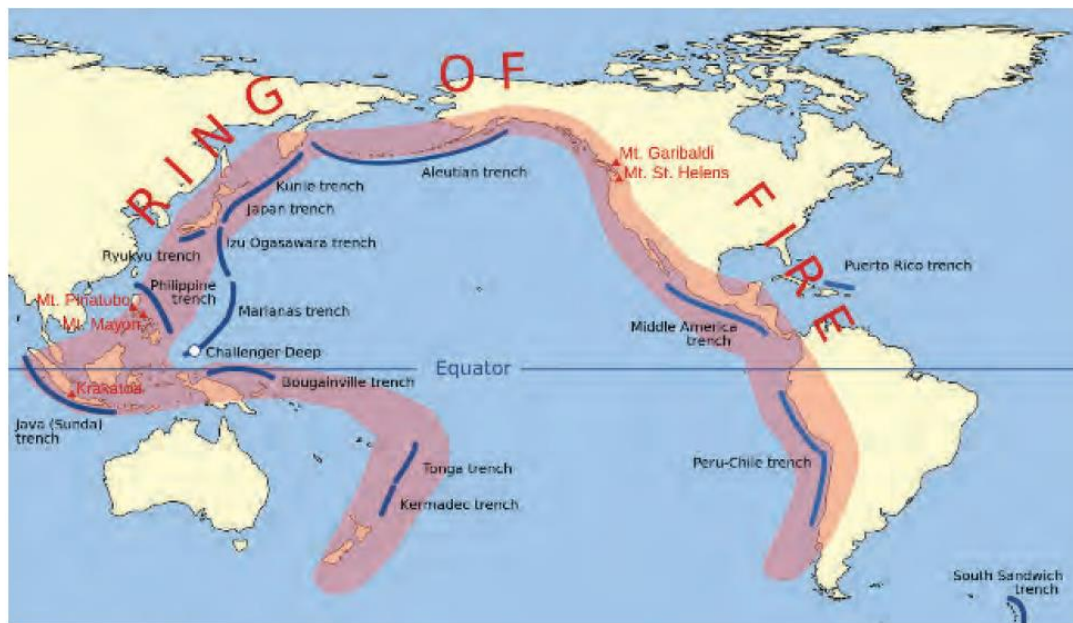 RING OF FIRE
Mt. Garibaldi
Mt. St. Helens
Aleutian trench
Kurile trench
Japan trench
Izu Ogasawara trench
Ryukyu trench
Philippine
trench
Mt. Pinatubo
Mt. Mayon
Marianas trench
Challenger Deep
Puerto Rico trench
Middle America
trench
Equator
Krakatoa
Bougainville trench
Java (Sunda)
trench
Tonga trench
Kermadec trench
Peru-Chile trench
South Sandwich
trench